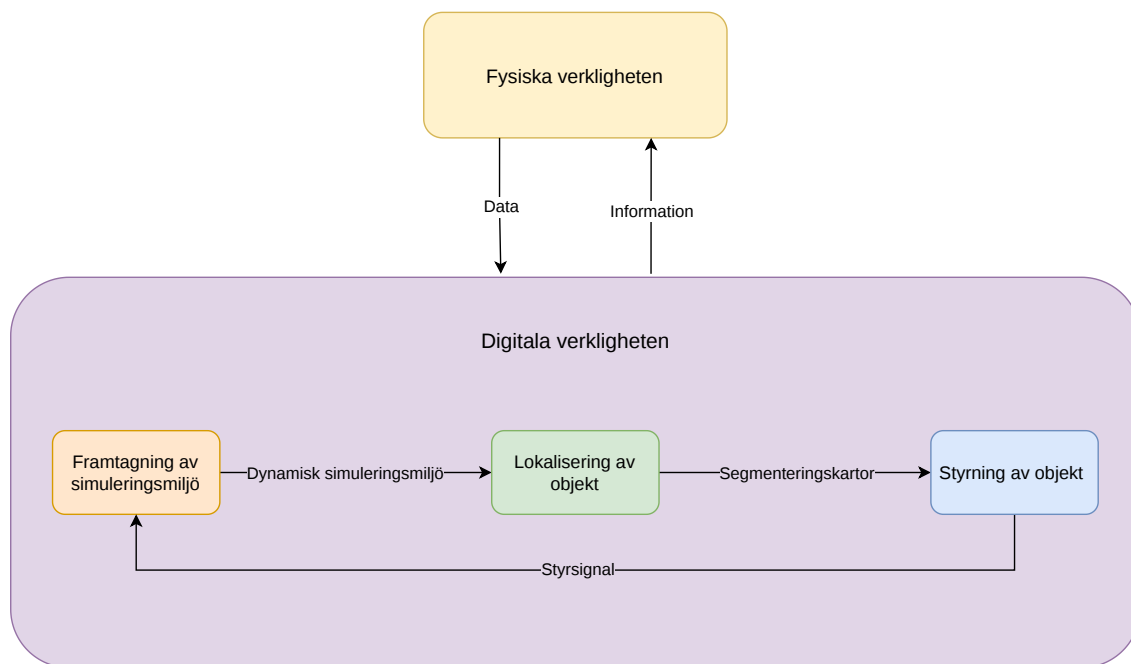 Fysiska verkligheten
Data
Information
Digitala verkligheten
Framtagning av
simuleringsmiljö
Dynamisk simuleringsmiljö
Lokalisering av
objekt
Segmenteringskartor
Styrning av objekt
Styrsignal